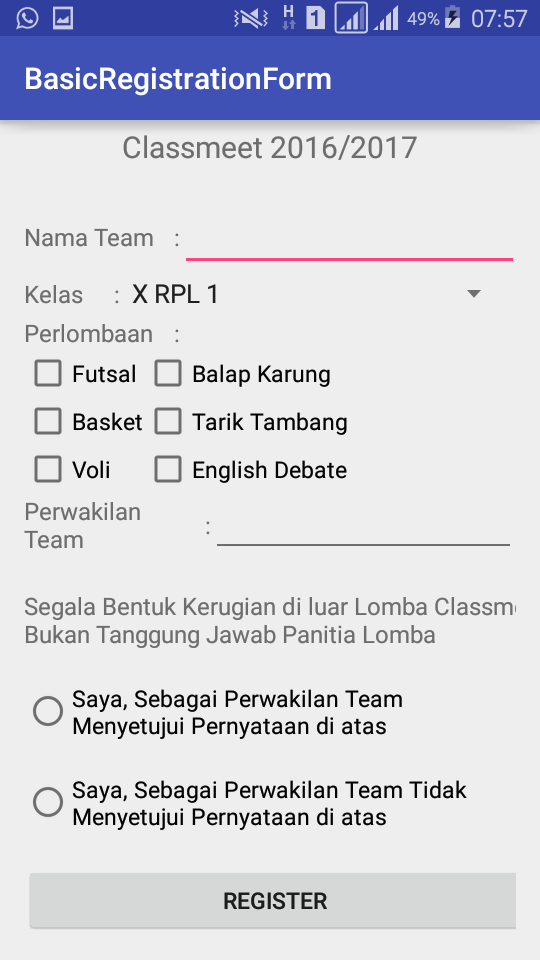 H 1 49% 07:57
BasicRegistrationForm
Classmeet 2016/2017
Nama Team :
Kelas : X RPL 1
Perlombaan :
Futsal Balap Karung
Basket Tarik Tambang
Voli English Debate
Perwakilan
Team :
Segala Bentuk Kerugian di luar Lomba Classm
Bukan Tanggung Jawab Panitia Lomba
Saya, Sebagai Perwakilan Team
Menyetujui Pernyataan di atas
Saya, Sebagai Perwakilan Team Tidak
Menyetujui Pernyataan di atas
REGISTER